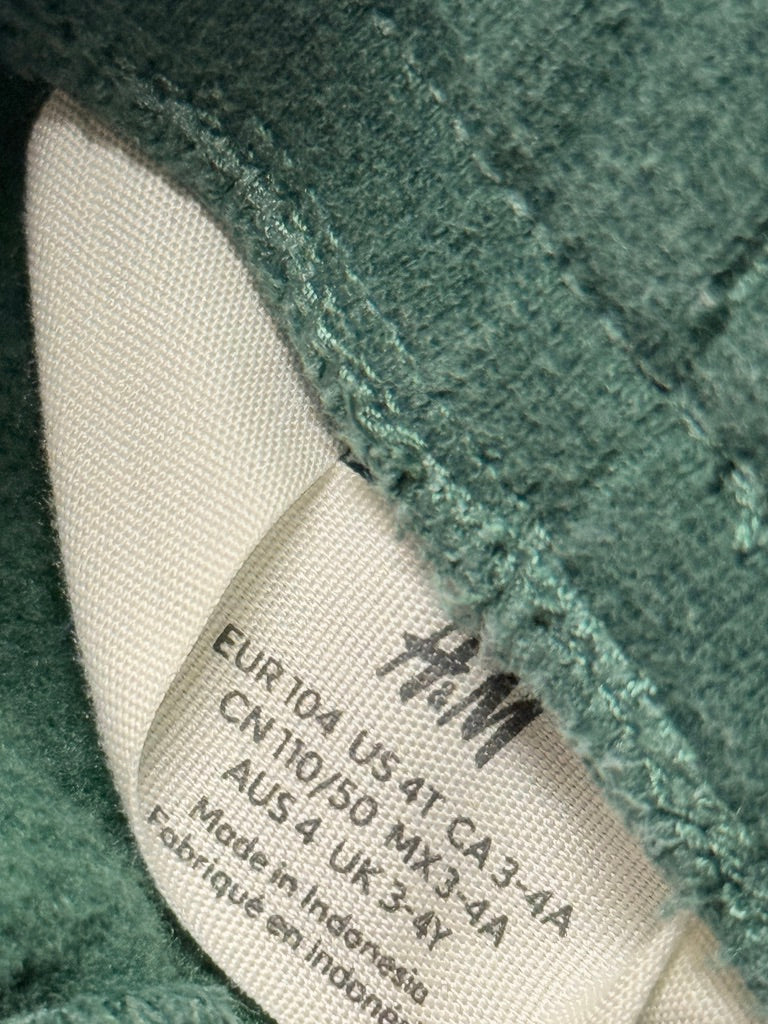 H&M
EUR 104 US 4T CA 3-4A
CN 110/50 MX 3-4A
AUS 4 UK 3-4Y
Made in Indonesia
Fabriqué en